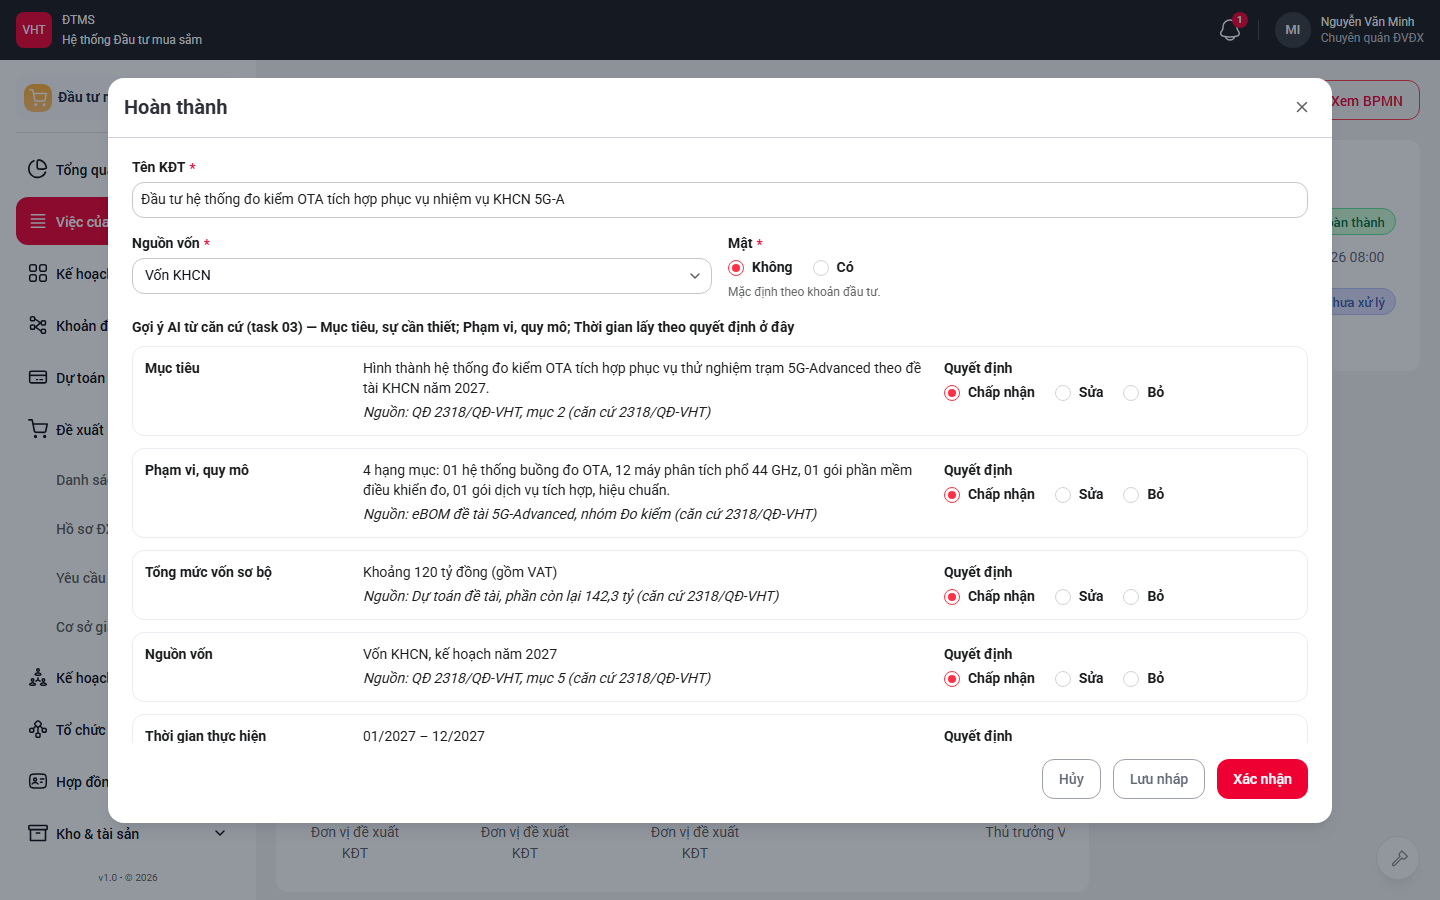 VHT
ĐTMS
Hệ thống Đầu tư mua sắm
1
MI
Nguyễn Văn Minh
Chuyên quản ĐVĐX
Đầu tư
Xem BPMN
Hoàn thành
Tên KĐT *
Đầu tư hệ thống đo kiểm OTA tích hợp phục vụ nhiệm vụ KHCN 5G-A
Nguồn vốn *
Vốn KHCN
Mật *
Không
Có
Mặc định theo khoản đầu tư.
Gợi ý AI từ căn cứ (task 03) — Mục tiêu, sự cần thiết; Phạm vi, quy mô; Thời gian lấy theo quyết định ở đây
Mục tiêu
Hình thành hệ thống đo kiểm OTA tích hợp phục vụ thử nghiệm trạm 5G-Advanced theo đề
tài KHCN năm 2027.
Nguồn: QĐ 2318/QĐ-VHT, mục 2 (căn cứ 2318/QĐ-VHT)
Quyết định
Chấp nhận
Sửa
Bỏ
Phạm vi, quy mô
4 hạng mục: 01 hệ thống buồng đo OTA, 12 máy phân tích phổ 44 GHz, 01 gói phần mềm
điều khiển đo, 01 gói dịch vụ tích hợp, hiệu chuẩn.
Nguồn: eBOM đề tài 5G-Advanced, nhóm Đo kiểm (căn cứ 2318/QĐ-VHT)
Quyết định
Chấp nhận
Sửa
Bỏ
Tổng mức vốn sơ bộ
Khoảng 120 tỷ đồng (gồm VAT)
Nguồn: Dự toán đề tài, phần còn lại 142,3 tỷ (căn cứ 2318/QĐ-VHT)
Quyết định
Chấp nhận
Sửa
Bỏ
Nguồn vốn
Vốn KHCN, kế hoạch năm 2027
Nguồn: QĐ 2318/QĐ-VHT, mục 5 (căn cứ 2318/QĐ-VHT)
Quyết định
Chấp nhận
Sửa
Bỏ
Thời gian thực hiện
01/2027 – 12/2027
Quyết định
Hủy
Lưu nháp
Xác nhận
Tổng
Việc của
Kế hoạch
Khoản
Dự toán
Đề xuất
Danh
Hồ sơ
Yêu cầu
Cơ sở
Kế hoạch
Tổ chức
Hợp
Kho & tài sản
v1.0 - © 2026
thành
26 08:00
xử lý
Đơn vị đề xuất
KĐT
Đơn vị đề xuất
KĐT
Đơn vị đề xuất
KĐT
Thủ trưởng V